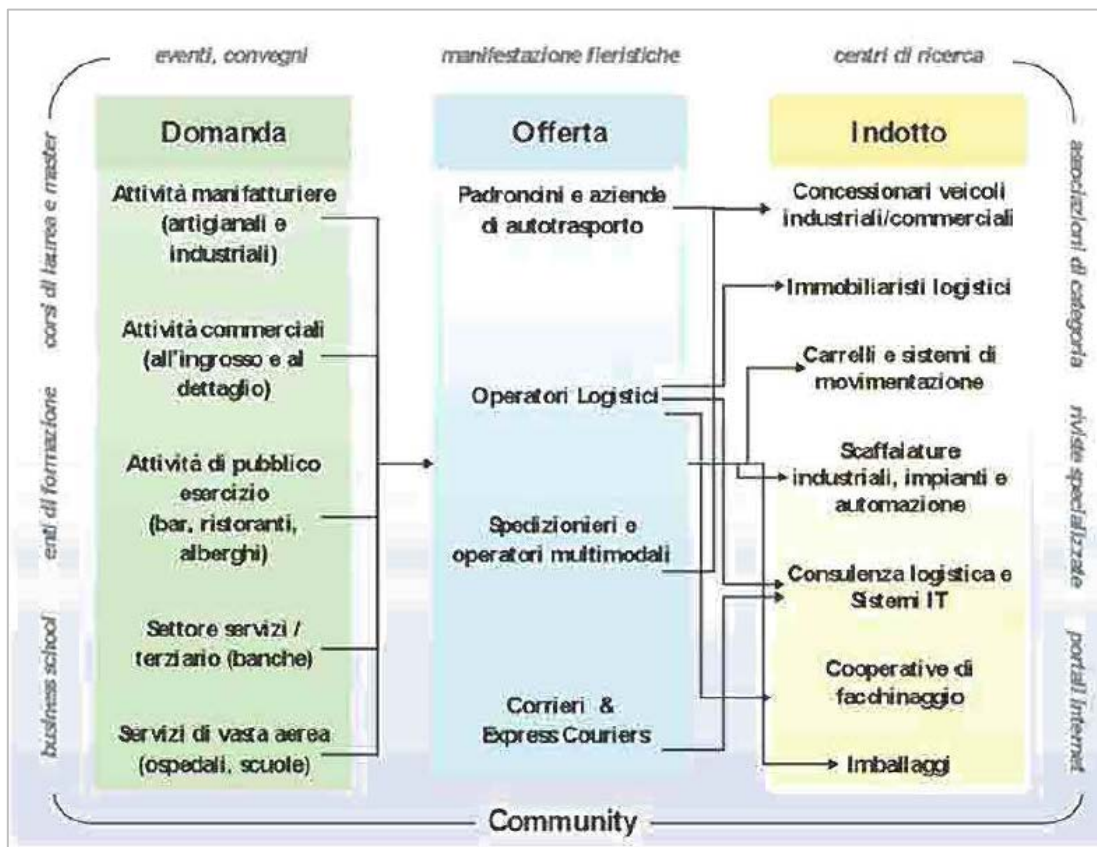 eventi, convegni
manifestazione fieristiche
centri di ricerca
corsi di laurea e master
enti di formazione
business school
Domanda
Attività manifatturiere
(artigianali e
industriali)
Attività commerciali
(all'ingrosso e al
dettaglio)
Attività di pubblico
esercizio
(bar, ristoranti,
alberghi)
Settore servizi /
terziario (banche)
Servizi di vasta aerea
(ospedali, scuole)
Offerta
Padroncini e aziende
di autotrasporto
Operatori Logistici
Spedizionieri e
operatori multimodali
Corrieri &
Express Couriers
Indotto
Concessionari veicoli
industriali/commerciali
Immobiliaristi logistici
Carrelli e sistemi di
movimentazione
Scaffalature
industriali, impianti e
automazione
Consulenza logistica e
Sistemi IT
Cooperative di
facchinaggio
Imballaggi
associazioni di categoria
riviste specializzate
portali Internet
Community